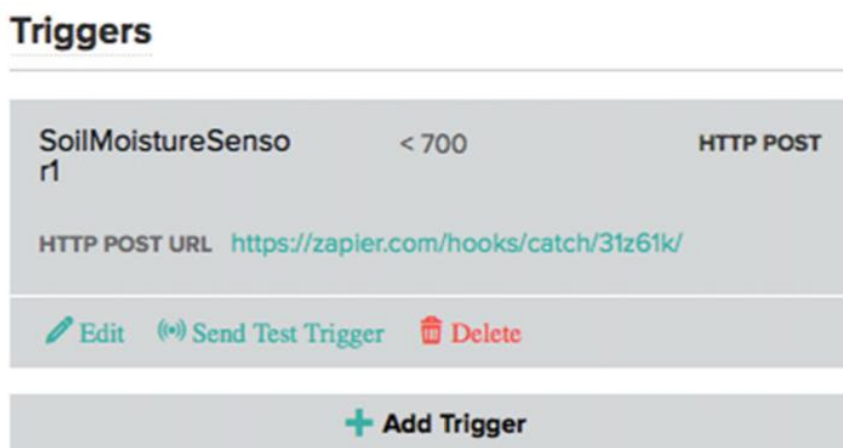 Triggers
SoilMoistureSenso < 700 HTTP POST
r1
HTTP POST URL https://zapier.com/hooks/catch/31z61k/
Edit Send Test Trigger Delete
Add Trigger